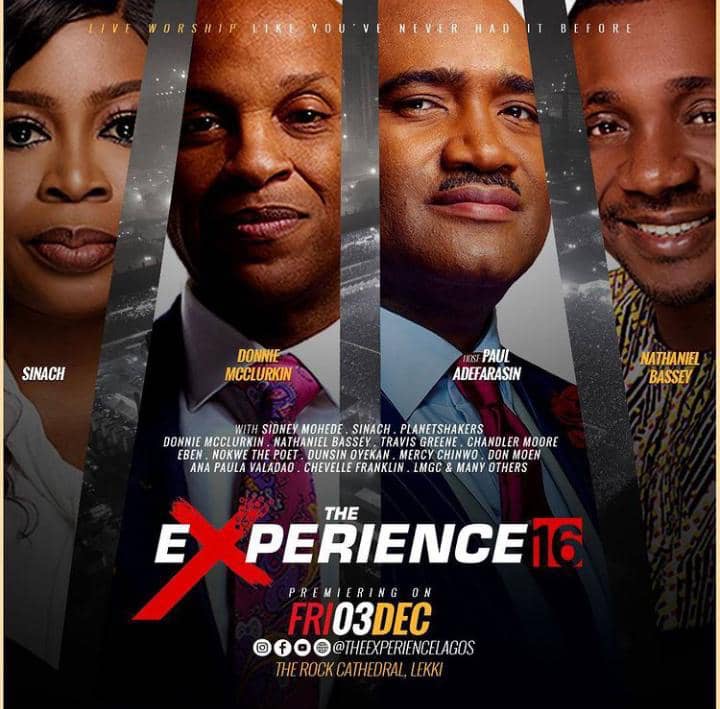 LIVE WORSHIP LIKE YOU'VE NEVER HAD IT BEFORE
SINACH
DONNIE
MCCLURKIN
HOST PAUL
ADEFARASIN
NATHANIEL
BASSEY
WITH SIDNEY MOHEDE . SINACH . PLANETSHAKERS
DONNIE MCCLURKIN . NATHANIEL BASSEY . TRAVIS GREENE . CHANDLER MOORE
EBEN . NOKWE THE POET . DUNSIN OYEKAN . MERCY CHINWO . DON MOEN
ANA PAULA VALADAO . CHEVELLE FRANKLIN . LMGC & MANY OTHERS
THE
EXPERIENCE 16
PREMIERING ON
FRI03DEC
@THEEXPERIENCELAGOS
THE ROCK CATHEDRAL, LEKKI